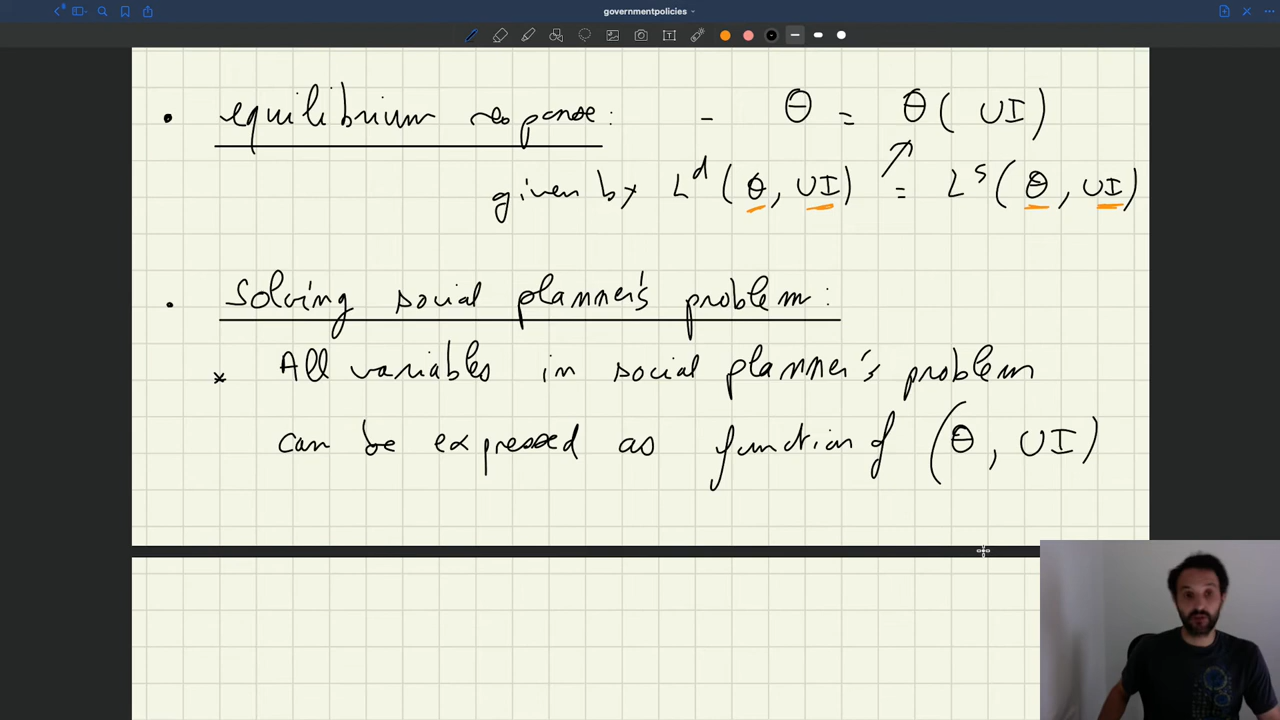 governmentpolicies
• equilibrium response: - θ = θ(UI)
given by L^d(θ, UI) = L^s(θ, UI)
• Solving social planner's problem:
* All variables in social planner's problem
can be expressed as function of (θ, UI)